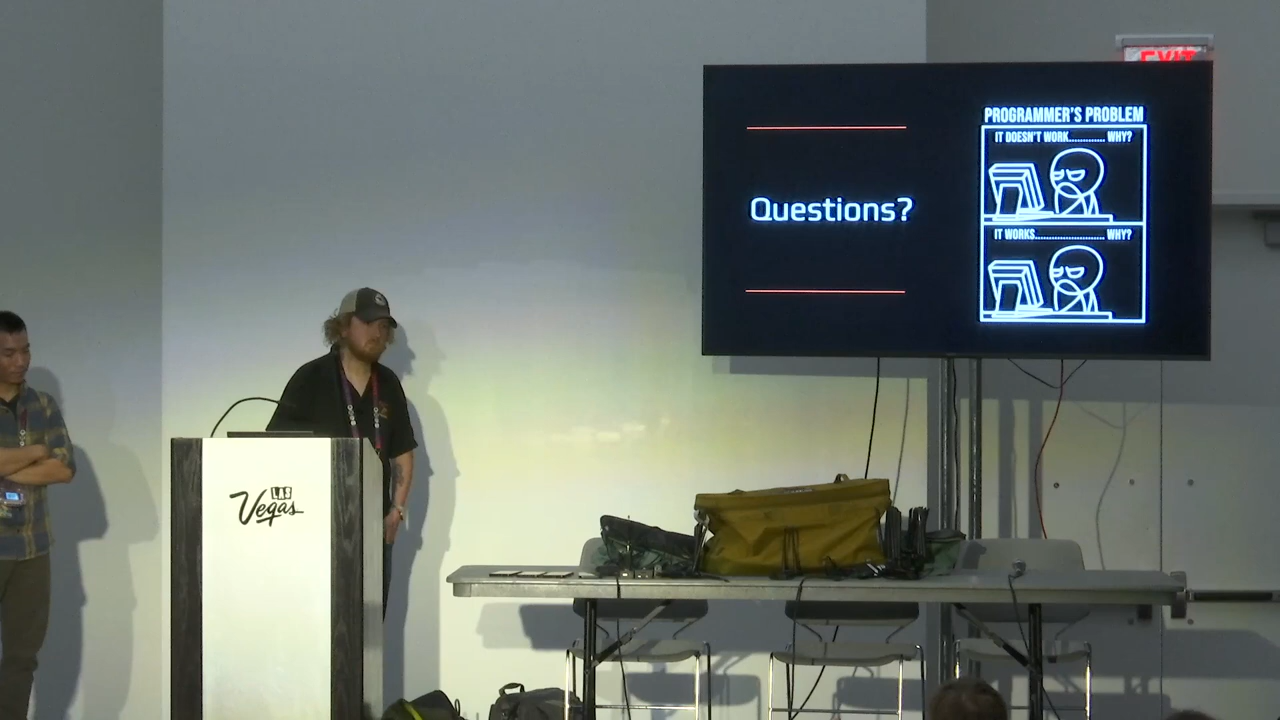 EXIT
PROGRAMMER'S PROBLEM
IT DOESN'T WORK............. WHY?
Questions?
IT WORKS........................ WHY?
LAS
Vegas